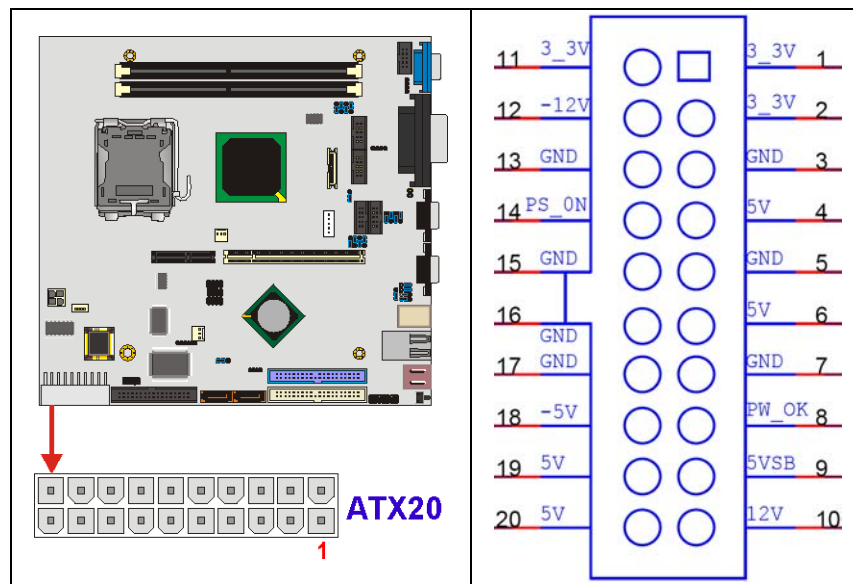 ATX20
1
11 3_3V 3_3V 1
12 -12V 3_3V 2
13 GND GND 3
14 PS_0N 5V 4
15 GND GND 5
16 GND 5V 6
17 GND GND 7
18 -5V PW_OK 8
19 5V 5VSB 9
20 5V 12V 10